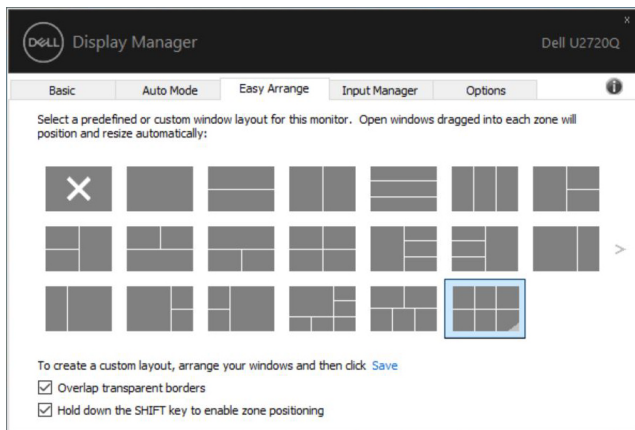 DELL Display Manager
x
Dell U2720Q
Basic Auto Mode Easy Arrange Input Manager Options
Select a predefined or custom window layout for this monitor. Open windows dragged into each zone will
position and resize automatically:
>
To create a custom layout, arrange your windows and then click Save
Overlap transparent borders
Hold down the SHIFT key to enable zone positioning